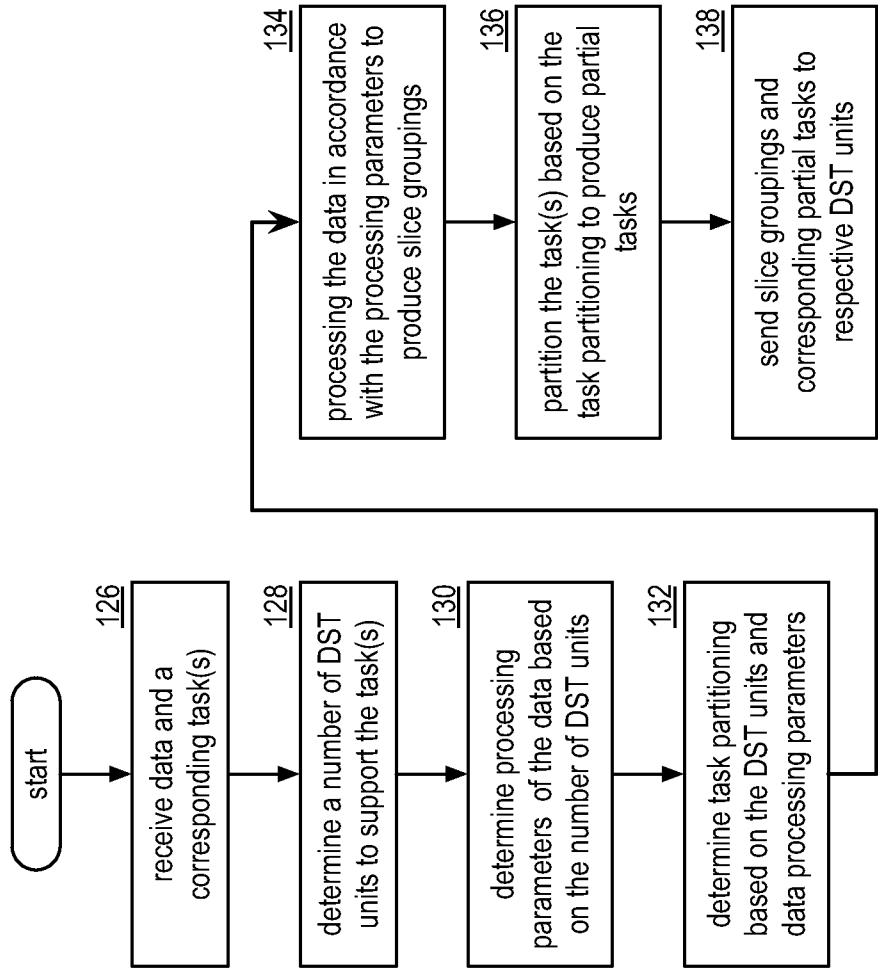 start
126
receive data and a
corresponding task(s)
128
determine a number of DST
units to support the task(s)
130
determine processing
parameters of the data based
on the number of DST units
132
determine task partitioning
based on the DST units and
data processing parameters
134
processing the data in accordance
with the processing parameters to
produce slice groupings
136
partition the task(s) based on the
task partitioning to produce partial
tasks
138
send slice groupings and
corresponding partial tasks to
respective DST units